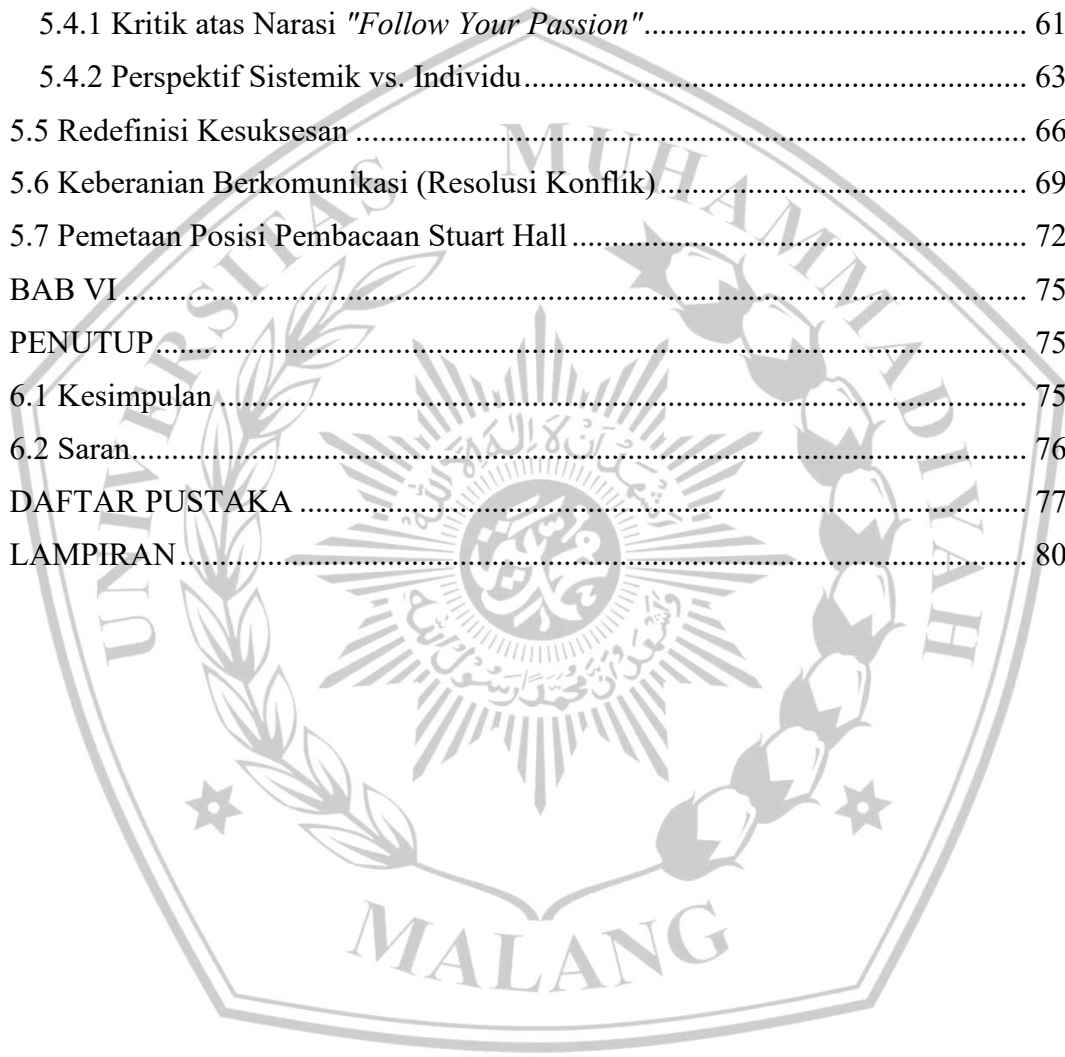 5.4.1 Kritik atas Narasi "Follow Your Passion" ................................................ 61
5.4.2 Perspektif Sistemik vs. Individu ................................................ 63
5.5 Redefinisi Kesuksesan ................................................ 66
5.6 Keberanian Berkomunikasi (Resolusi Konflik) ................................................ 69
5.7 Pemetaan Posisi Pembacaan Stuart Hall ................................................ 72
BAB VI ................................................ 75
PENUTUP ................................................ 75
6.1 Kesimpulan ................................................ 75
6.2 Saran ................................................ 76
DAFTAR PUSTAKA ................................................ 77
LAMPIRAN ................................................ 80
UNIVERSITAS MUHAMMADIYAH
MALANG